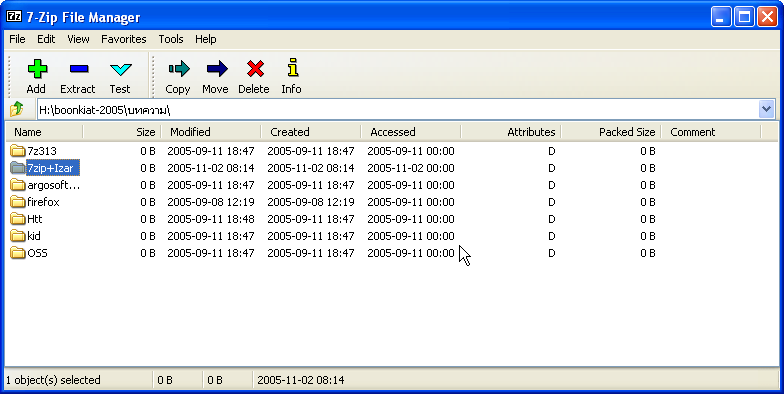 7-Zip File Manager
File Edit View Favorites Tools Help
Add Extract Test Copy Move Delete Info
H:\boonkiat-2005\บทความ\
Name Size Modified Created Accessed Attributes Packed Size Comment
7z313 0 B 2005-09-11 18:47 2005-09-11 18:47 2005-09-11 00:00 D 0 B
7zip+Izar 0 B 2005-11-02 08:14 2005-11-02 08:14 2005-11-02 00:00 D 0 B
argosoft... 0 B 2005-09-11 18:47 2005-09-11 18:47 2005-09-11 00:00 D 0 B
firefox 0 B 2005-09-08 12:19 2005-09-08 12:19 2005-09-11 00:00 D 0 B
Htt 0 B 2005-09-11 18:48 2005-09-11 18:47 2005-09-11 00:00 D 0 B
kid 0 B 2005-09-11 18:47 2005-09-11 18:47 2005-09-11 00:00 D 0 B
OSS 0 B 2005-09-11 18:47 2005-09-11 18:47 2005-09-11 00:00 D 0 B
1 object(s) selected 0 B 0 B 2005-11-02 08:14